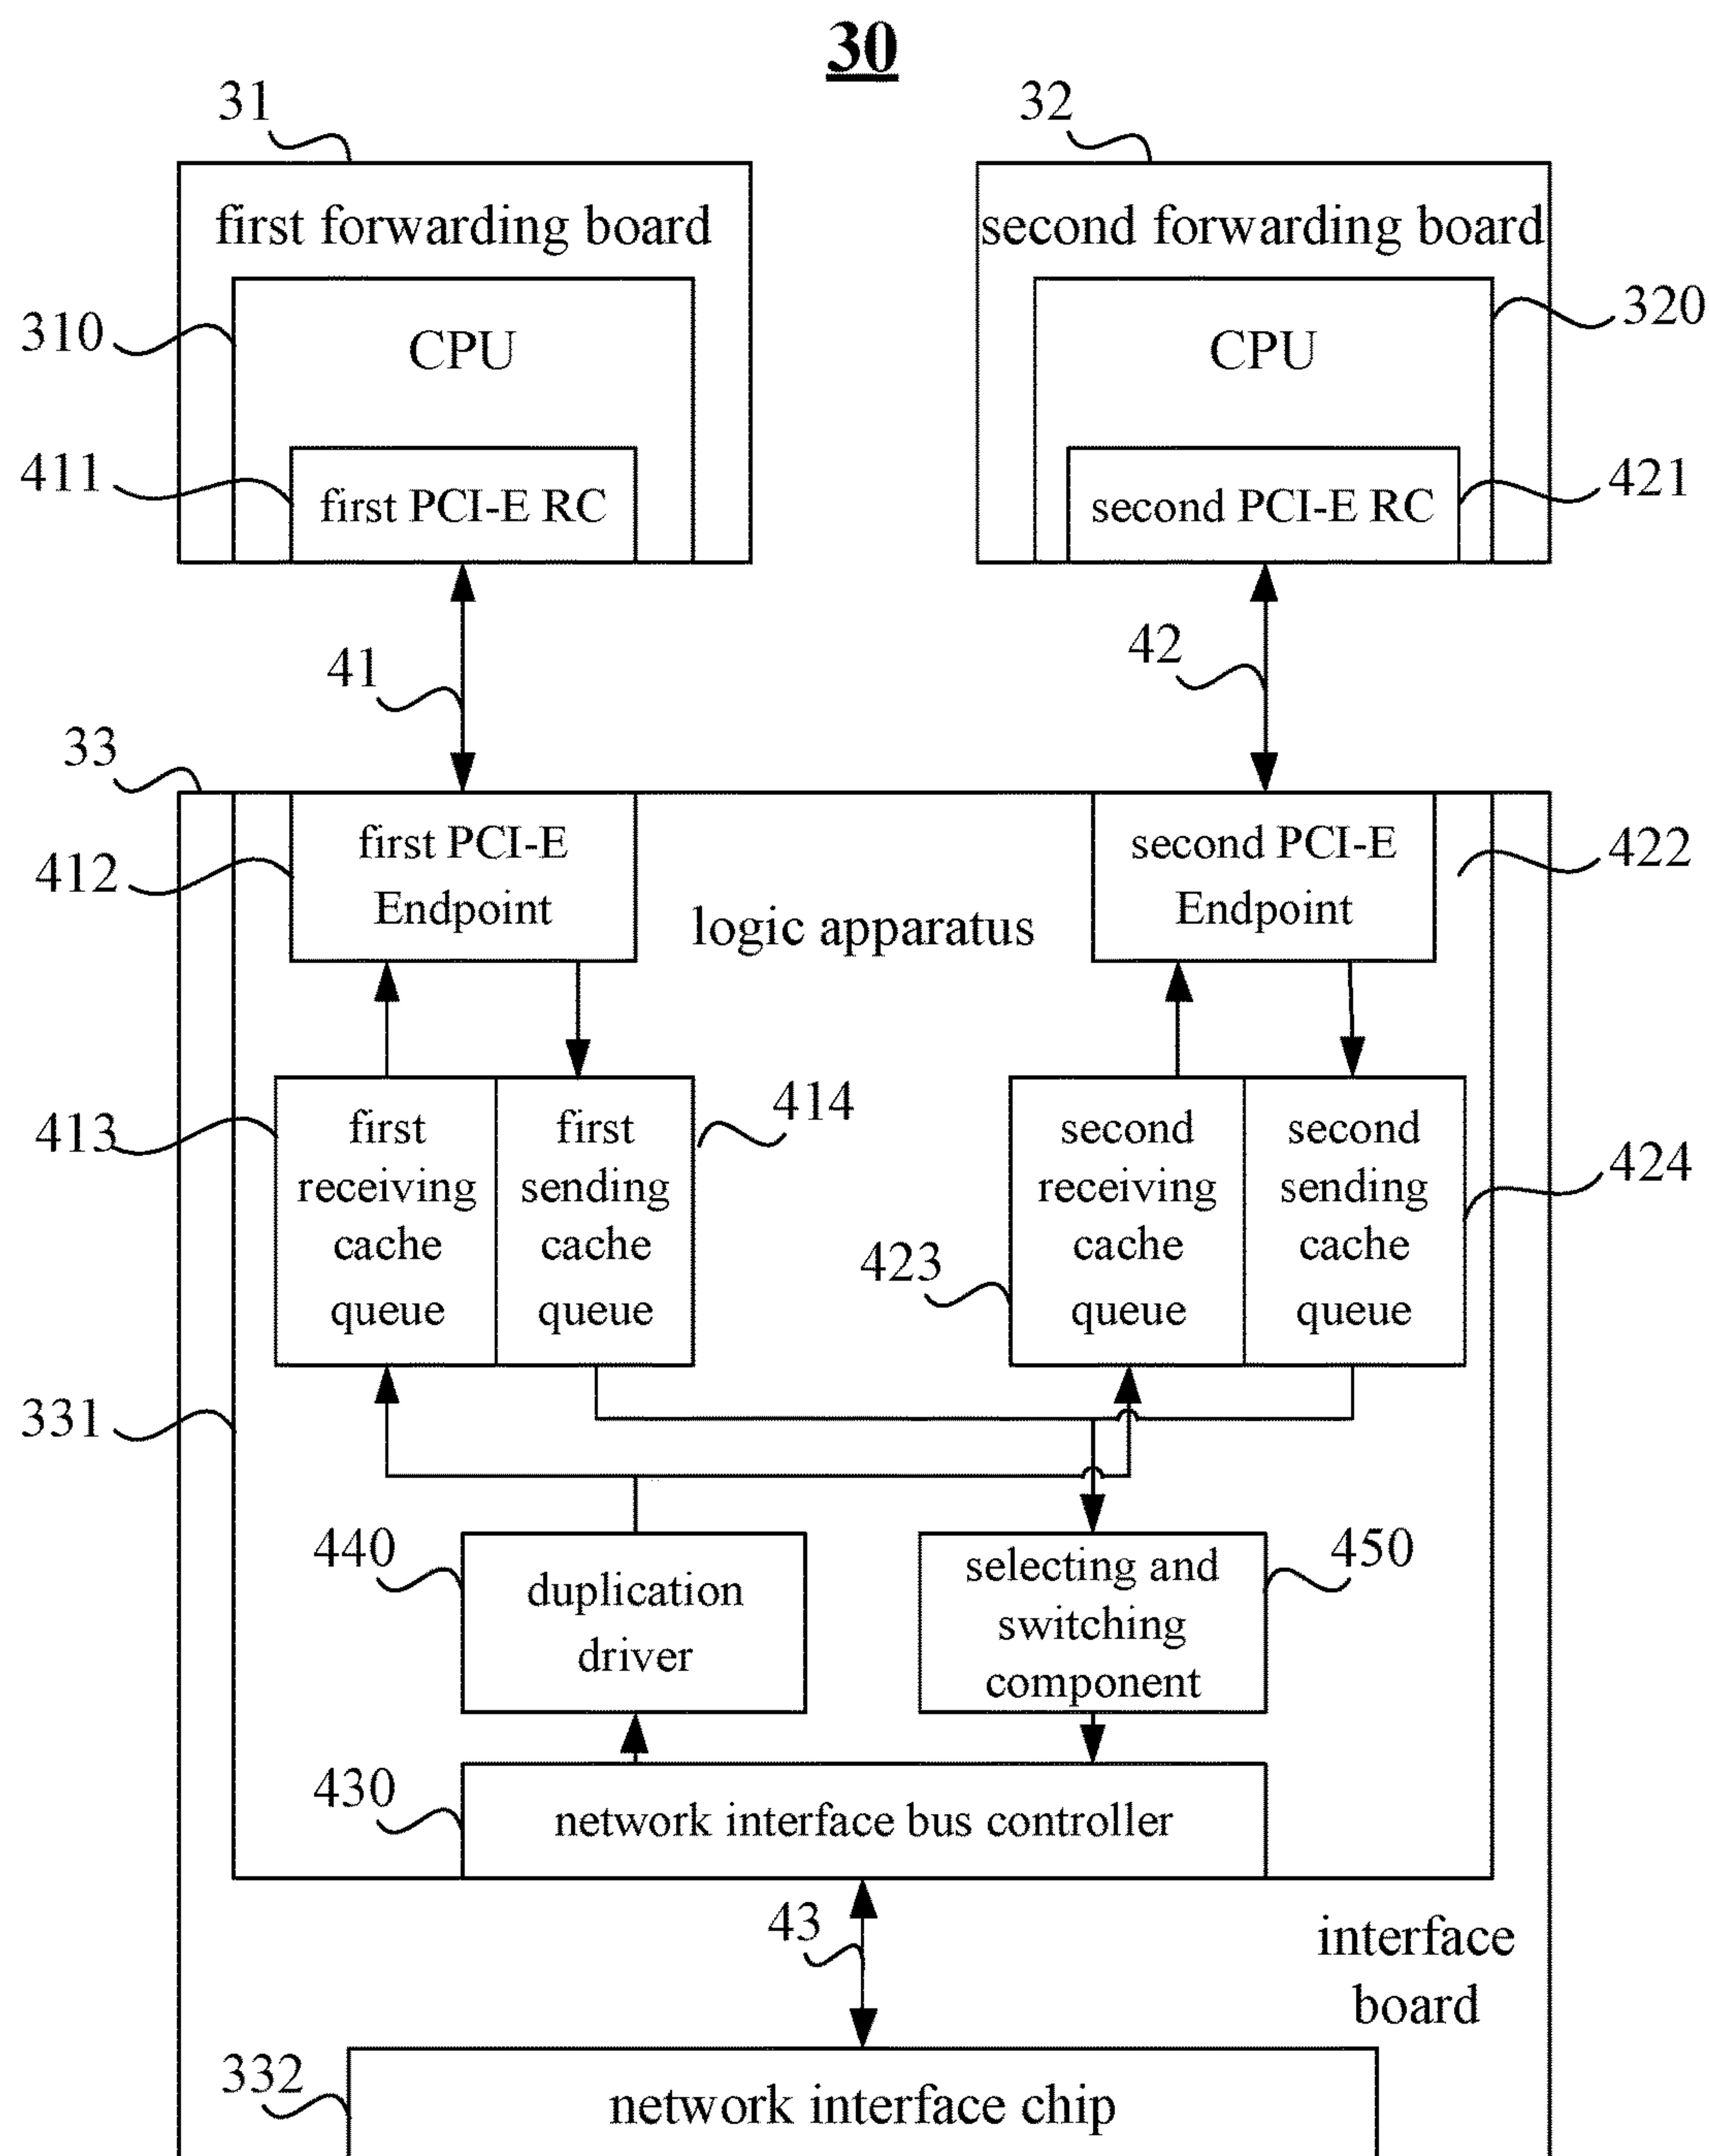 30
31
32
first forwarding board
second forwarding board
310
CPU
CPU
320
411
first PCI-E RC
second PCI-E RC
421
41
42
33
412
first PCI-E
Endpoint
logic apparatus
second PCI-E
Endpoint
422
413
first
receiving
cache
queue
first
sending
cache
queue
414
423
second
receiving
cache
queue
second
sending
cache
queue
424
331
440
duplication
driver
selecting and
switching
component
450
430
network interface bus controller
43
interface
board
332
network interface chip